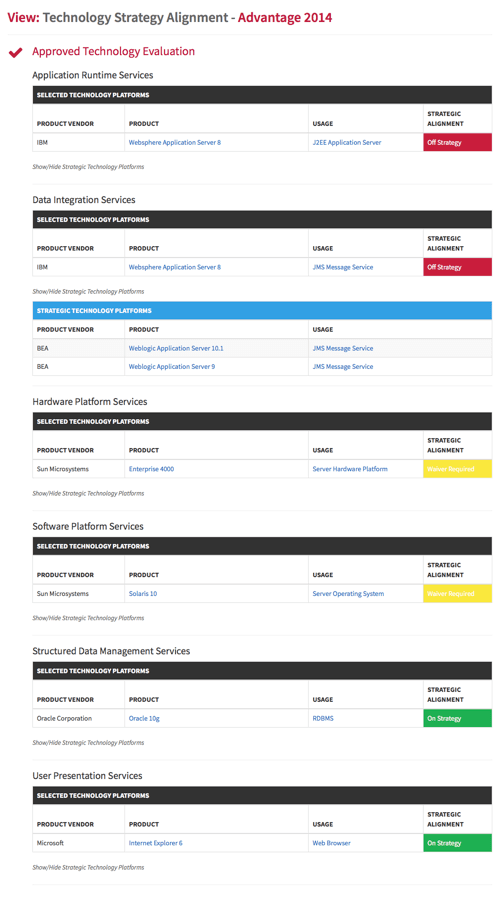 View: Technology Strategy Alignment - Advantage 2014
Approved Technology Evaluation
Application Runtime Services
SELECTED TECHNOLOGY PLATFORMS
PRODUCT VENDOR PRODUCT USAGE STRATEGIC ALIGNMENT
IBM Websphere Application Server 8 J2EE Application Server Off Strategy
Show/Hide Strategic Technology Platforms
Data Integration Services
SELECTED TECHNOLOGY PLATFORMS
PRODUCT VENDOR PRODUCT USAGE STRATEGIC ALIGNMENT
IBM Websphere Application Server 8 JMS Message Service Off Strategy
Show/Hide Strategic Technology Platforms
STRATEGIC TECHNOLOGY PLATFORMS
PRODUCT VENDOR PRODUCT USAGE
BEA Weblogic Application Server 10.1 JMS Message Service
BEA Weblogic Application Server 9 JMS Message Service
Hardware Platform Services
SELECTED TECHNOLOGY PLATFORMS
PRODUCT VENDOR PRODUCT USAGE STRATEGIC ALIGNMENT
Sun Microsystems Enterprise 4000 Server Hardware Platform Waiver Required
Show/Hide Strategic Technology Platforms
Software Platform Services
SELECTED TECHNOLOGY PLATFORMS
PRODUCT VENDOR PRODUCT USAGE STRATEGIC ALIGNMENT
Sun Microsystems Solaris 10 Server Operating System Waiver Required
Show/Hide Strategic Technology Platforms
Structured Data Management Services
SELECTED TECHNOLOGY PLATFORMS
PRODUCT VENDOR PRODUCT USAGE STRATEGIC ALIGNMENT
Oracle Corporation Oracle 10g RDBMS On Strategy
Show/Hide Strategic Technology Platforms
User Presentation Services
SELECTED TECHNOLOGY PLATFORMS
PRODUCT VENDOR PRODUCT USAGE STRATEGIC ALIGNMENT
Microsoft Internet Explorer 6 Web Browser On Strategy
Show/Hide Strategic Technology Platforms